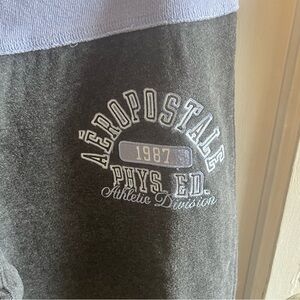 AÉROPOSTALE
1987
PHYS. ED.
Athletic Division